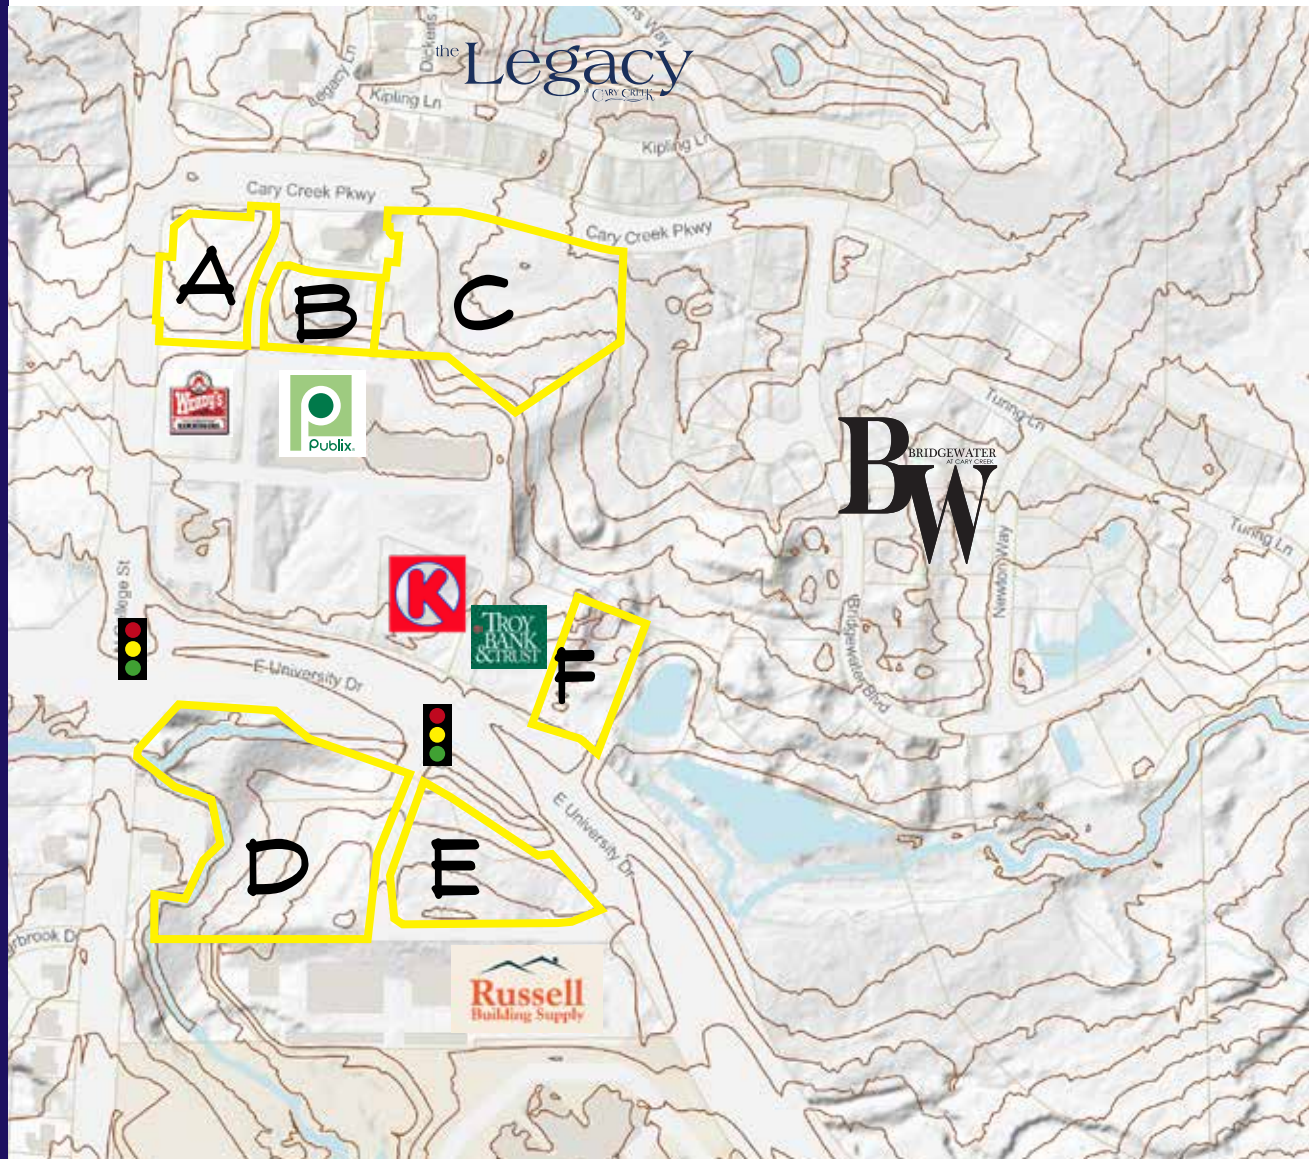 the Legacy
CARY CREEK
Legacy Ln
Kipling Ln
Kipling Ln
Cary Creek Pkwy
Cary Creek Pkwy
A
B
C
WENDY'S
Publix.
Turing Ln
BW
BRIDGEWATER
AT CARY CREEK
Turing Ln
Newton Way
Bridgewater Blvd
K
TROY
BANK
& TRUST
F
E University Dr
E University Dr
D
E
Russell
Building Supply